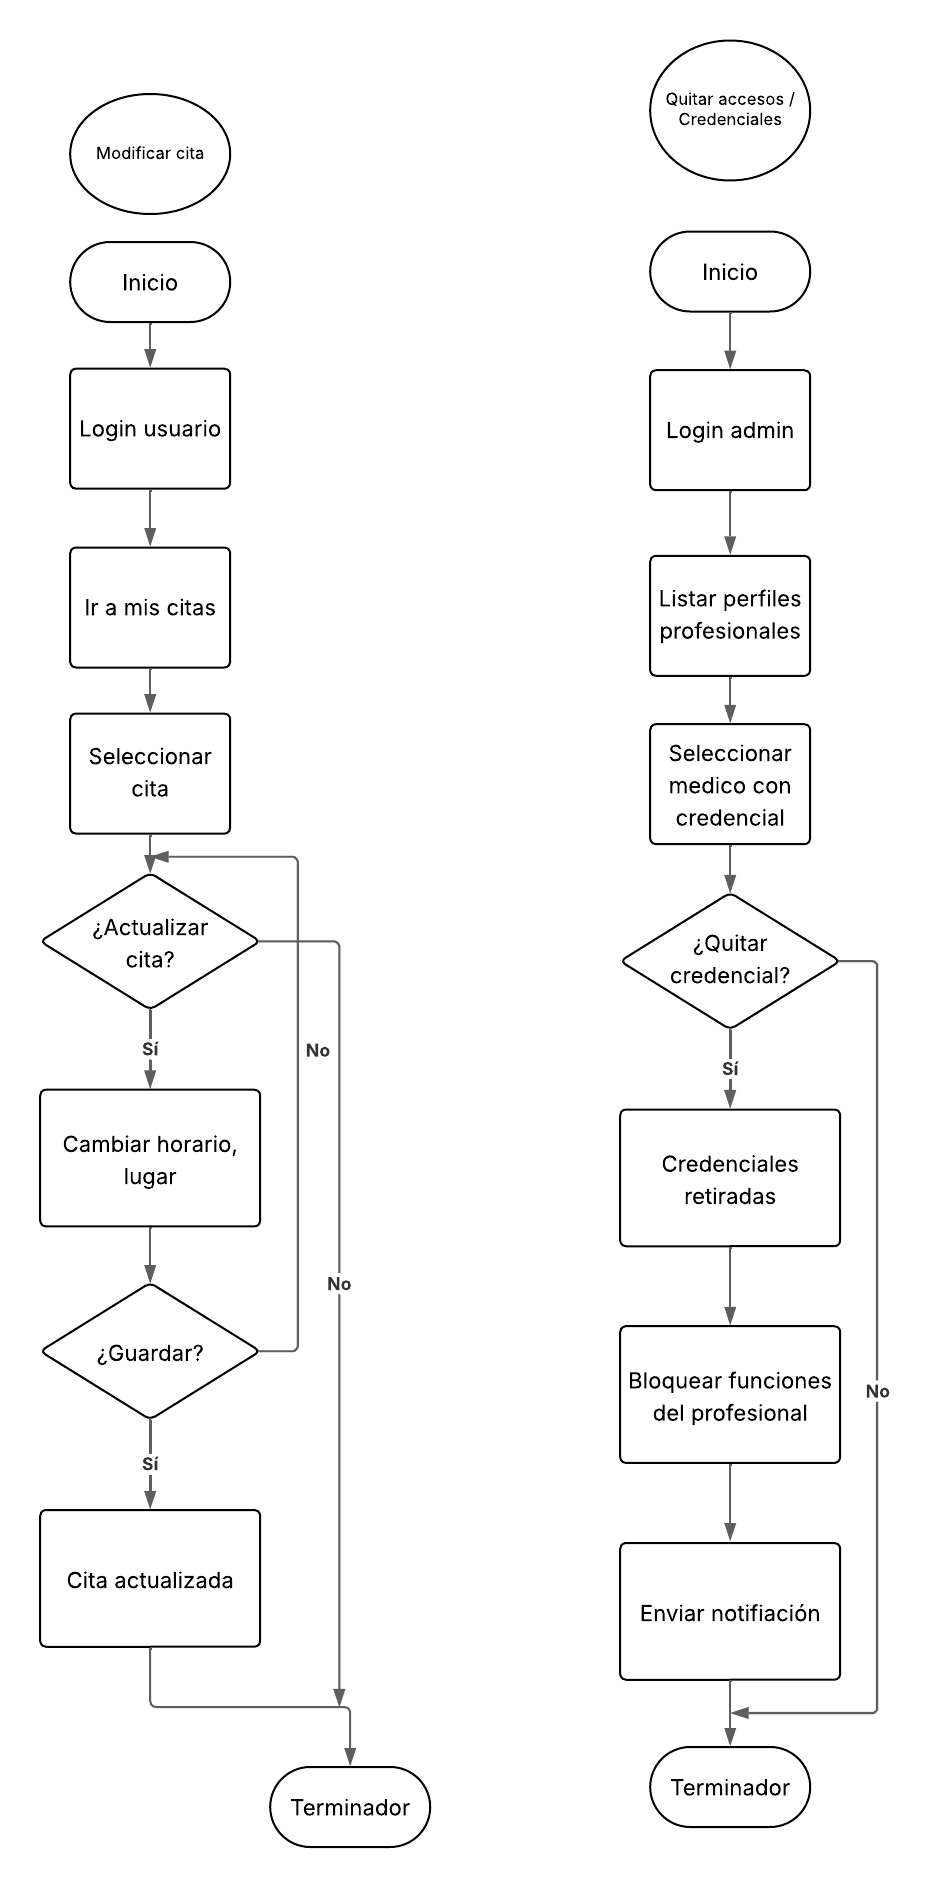 Modificar cita
Inicio
Login usuario
Ir a mis citas
Seleccionar
cita
¿Actualizar
cita?
Sí
No
Cambiar horario,
lugar
No
¿Guardar?
Sí
Cita actualizada
Terminador
Quitar accesos /
Credenciales
Inicio
Login admin
Listar perfiles
profesionales
Seleccionar
medico con
credencial
¿Quitar
credencial?
Sí
Credenciales
retiradas
Bloquear funciones
del profesional
No
Enviar notifiación
Terminador